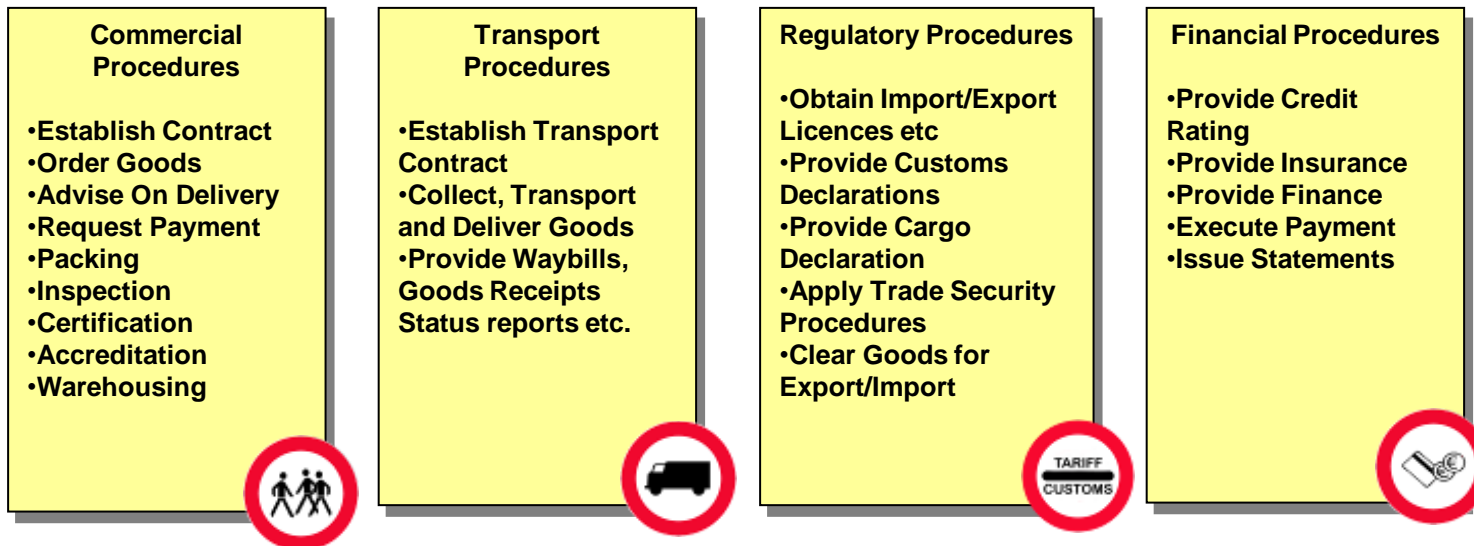 Commercial
Procedures
•Establish Contract
•Order Goods
•Advise On Delivery
•Request Payment
•Packing
•Inspection
•Certification
•Accreditation
•Warehousing
Transport
Procedures
•Establish Transport
Contract
•Collect, Transport
and Deliver Goods
•Provide Waybills,
Goods Receipts
Status reports etc.
Regulatory Procedures
•Obtain Import/Export
Licences etc
•Provide Customs
Declarations
•Provide Cargo
Declaration
•Apply Trade Security
Procedures
•Clear Goods for
Export/Import
TARIFF
CUSTOMS
Financial Procedures
•Provide Credit
Rating
•Provide Insurance
•Provide Finance
•Execute Payment
•Issue Statements